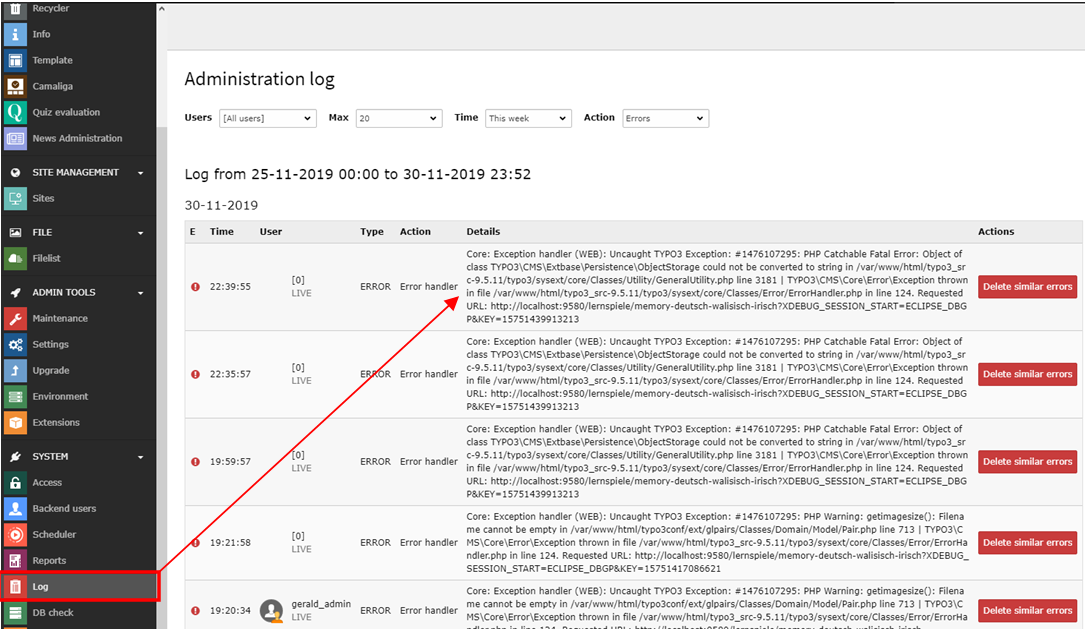 Recycler
Info
Template
Camaliga
Quiz evaluation
News Administration
SITE MANAGEMENT
Sites
FILE
Filelist
ADMIN TOOLS
Maintenance
Settings
Upgrade
Environment
Extensions
SYSTEM
Access
Backend users
Scheduler
Reports
Log
DB check
Administration log
Users [All users] Max 20 Time This week Action Errors
Log from 25-11-2019 00:00 to 30-11-2019 23:52
30-11-2019
E Time User Type Action Details Actions
22:39:55 [0] LIVE ERROR Error handler
Core: Exception handler (WEB): Uncaught TYPO3 Exception: #1476107295: PHP Catchable Fatal Error: Object of
class TYPO3\CMS\Extbase\Persistence\ObjectStorage could not be converted to string in /var/www/html/typo3_sr
c-9.5.11/typo3/sysext/core/Classes/Utility/GeneralUtility.php line 3181 | TYPO3\CMS\Core\Error\Exception thrown
in file /var/www/html/typo3_src-9.5.11/typo3/sysext/core/Classes/Error/ErrorHandler.php in line 124. Requested
URL: http://localhost:9580/lernspiele/memory-deutsch-walisisch-irisch?XDEBUG_SESSION_START=ECLIPSE_DBG
P&KEY=15751439913213
Delete similar errors
22:35:57 [0] LIVE ERROR Error handler
Core: Exception handler (WEB): Uncaught TYPO3 Exception: #1476107295: PHP Catchable Fatal Error: Object of
class TYPO3\CMS\Extbase\Persistence\ObjectStorage could not be converted to string in /var/www/html/typo3_sr
c-9.5.11/typo3/sysext/core/Classes/Utility/GeneralUtility.php line 3181 | TYPO3\CMS\Core\Error\Exception thrown
in file /var/www/html/typo3_src-9.5.11/typo3/sysext/core/Classes/Error/ErrorHandler.php in line 124. Requested
URL: http://localhost:9580/lernspiele/memory-deutsch-walisisch-irisch?XDEBUG_SESSION_START=ECLIPSE_DBG
P&KEY=15751439913213
Delete similar errors
19:59:57 [0] LIVE ERROR Error handler
Core: Exception handler (WEB): Uncaught TYPO3 Exception: #1476107295: PHP Catchable Fatal Error: Object of
class TYPO3\CMS\Extbase\Persistence\ObjectStorage could not be converted to string in /var/www/html/typo3_sr
c-9.5.11/typo3/sysext/core/Classes/Utility/GeneralUtility.php line 3181 | TYPO3\CMS\Core\Error\Exception thrown
in file /var/www/html/typo3_src-9.5.11/typo3/sysext/core/Classes/Error/ErrorHandler.php in line 124. Requested
URL: http://localhost:9580/lernspiele/memory-deutsch-walisisch-irisch?XDEBUG_SESSION_START=ECLIPSE_DBG
P&KEY=15751439913213
Delete similar errors
19:21:58 [0] LIVE ERROR Error handler
Core: Exception handler (WEB): Uncaught TYPO3 Exception: #1476107295: PHP Warning: getimagesize(): Filena
me cannot be empty in /var/www/html/typo3conf/ext/glpairs/Classes/Domain/Model/Pair.php line 713 | TYPO3\C
MS\Core\Error\Exception thrown in file /var/www/html/typo3_src-9.5.11/typo3/sysext/core/Classes/Error/ErrorHa
ndler.php in line 124. Requested URL: http://localhost:9580/lernspiele/memory-deutsch-walisisch-irisch?XDEBUG_
SESSION_START=ECLIPSE_DBGP&KEY=15751417086621
Delete similar errors
19:20:34 gerald_admin LIVE ERROR Error handler
Core: Exception handler (WEB): Uncaught TYPO3 Exception: #1476107295: PHP Warning: getimagesize(): Filena
me cannot be empty in /var/www/html/typo3conf/ext/glpairs/Classes/Domain/Model/Pair.php line 713 | TYPO3\C
MS\Core\Error\Exception thrown in file /var/www/html/typo3_src-9.5.11/typo3/sysext/core/Classes/Error/ErrorHa
Delete similar errors